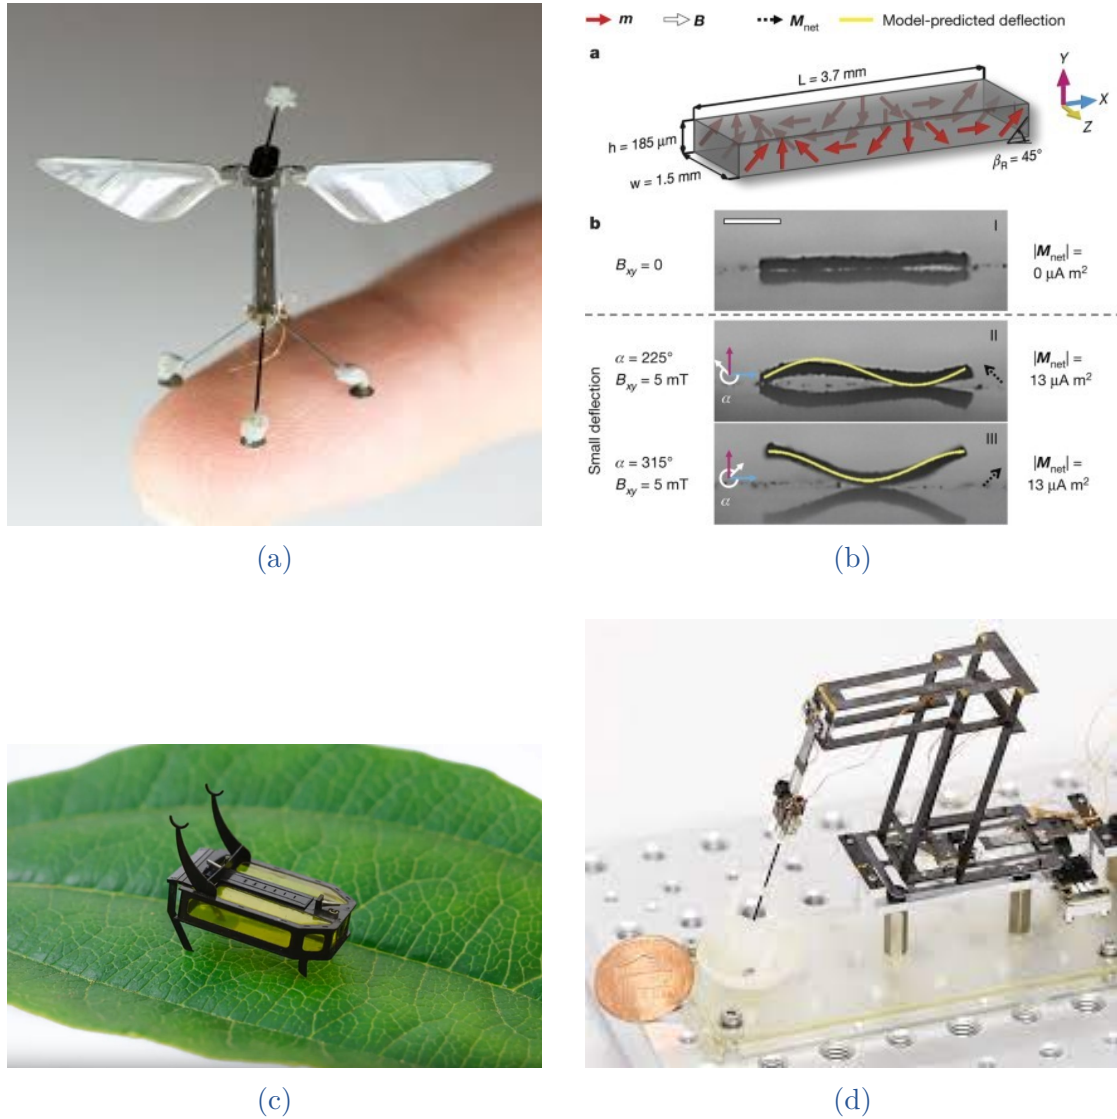 m B M_net Model-predicted deflection
a
L = 3.7 mm
h = 185 μm
w = 1.5 mm
β_R = 45°
Y
X
Z
b
I
B_xy = 0
|M_net| =
0 μA m²
Small deflection
II
α = 225°
B_xy = 5 mT
α
|M_net| =
13 μA m²
III
α = 315°
B_xy = 5 mT
α
|M_net| =
13 μA m²
(a)
(b)
(c)
(d)